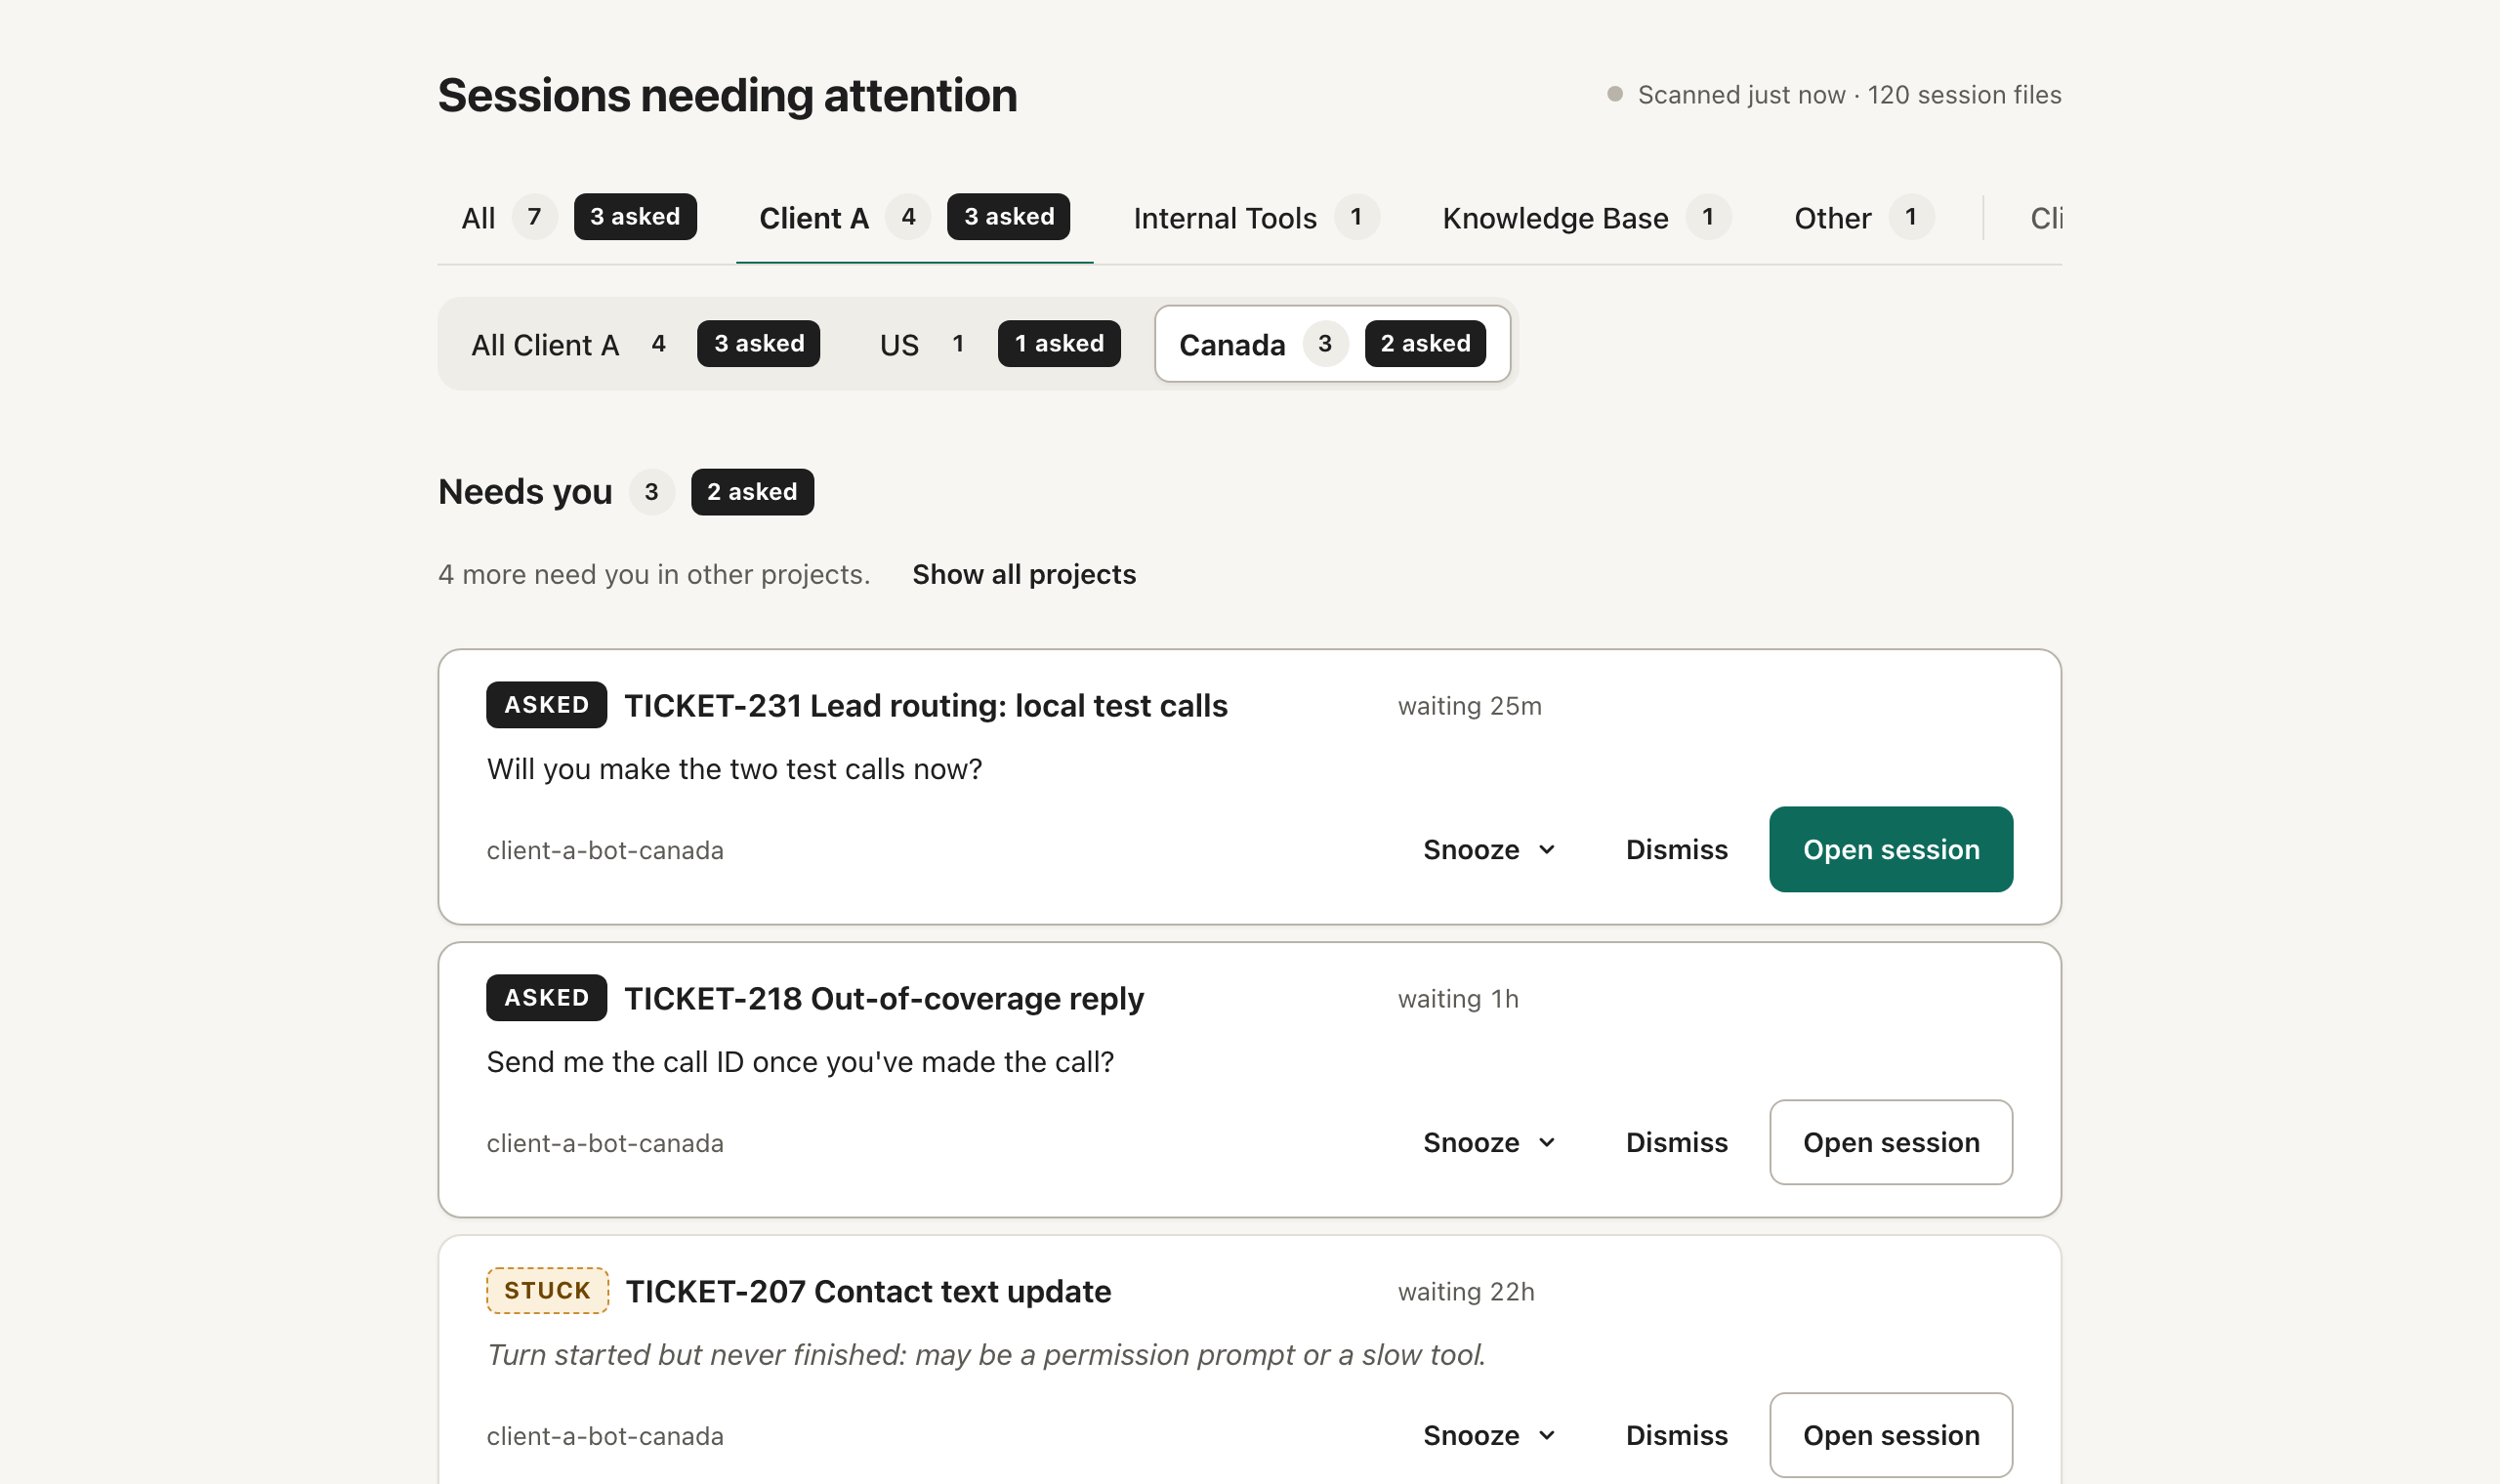 Sessions needing attention
Scanned just now · 120 session files
All 7 3 asked Client A 4 3 asked Internal Tools 1 Knowledge Base 1 Other 1 Cli
All Client A 4 3 asked US 1 1 asked Canada 3 2 asked
Needs you 3 2 asked
4 more need you in other projects. Show all projects
ASKED TICKET-231 Lead routing: local test calls waiting 25m
Will you make the two test calls now?
client-a-bot-canada Snooze Dismiss Open session
ASKED TICKET-218 Out-of-coverage reply waiting 1h
Send me the call ID once you've made the call?
client-a-bot-canada Snooze Dismiss Open session
STUCK TICKET-207 Contact text update waiting 22h
Turn started but never finished: may be a permission prompt or a slow tool.
client-a-bot-canada Snooze Dismiss Open session